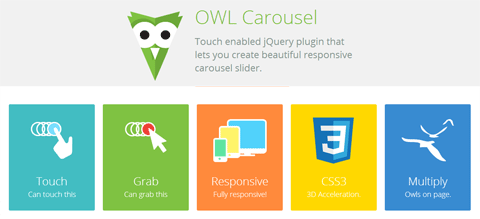 OWL Carousel
Touch enabled jQuery plugin that
lets you create beautiful responsive
carousel slider.
Touch
Can touch this
Grab
Can grab this
Responsive
Fully responsive!
3
CSS3
3D Acceleration.
Multiply
Owls on page.